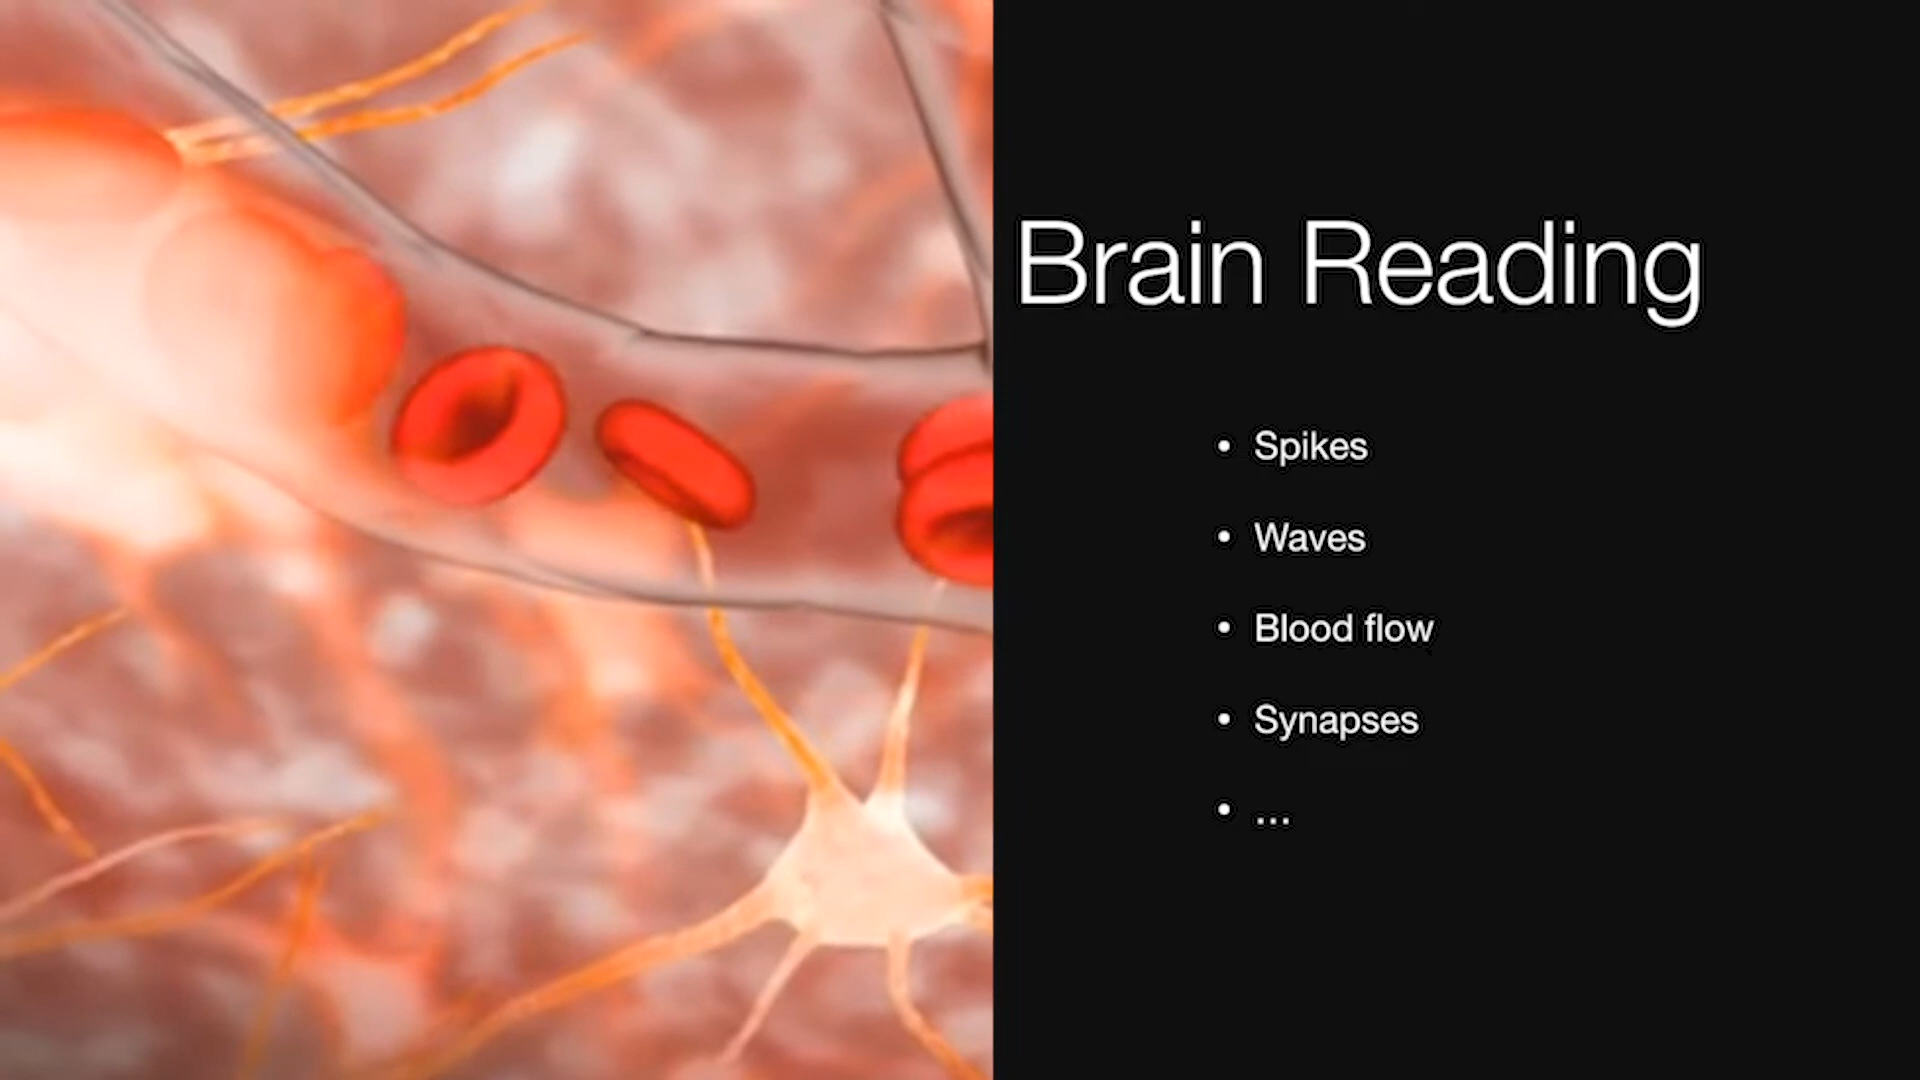 Brain Reading
• Spikes
• Waves
• Blood flow
• Synapses
• ...